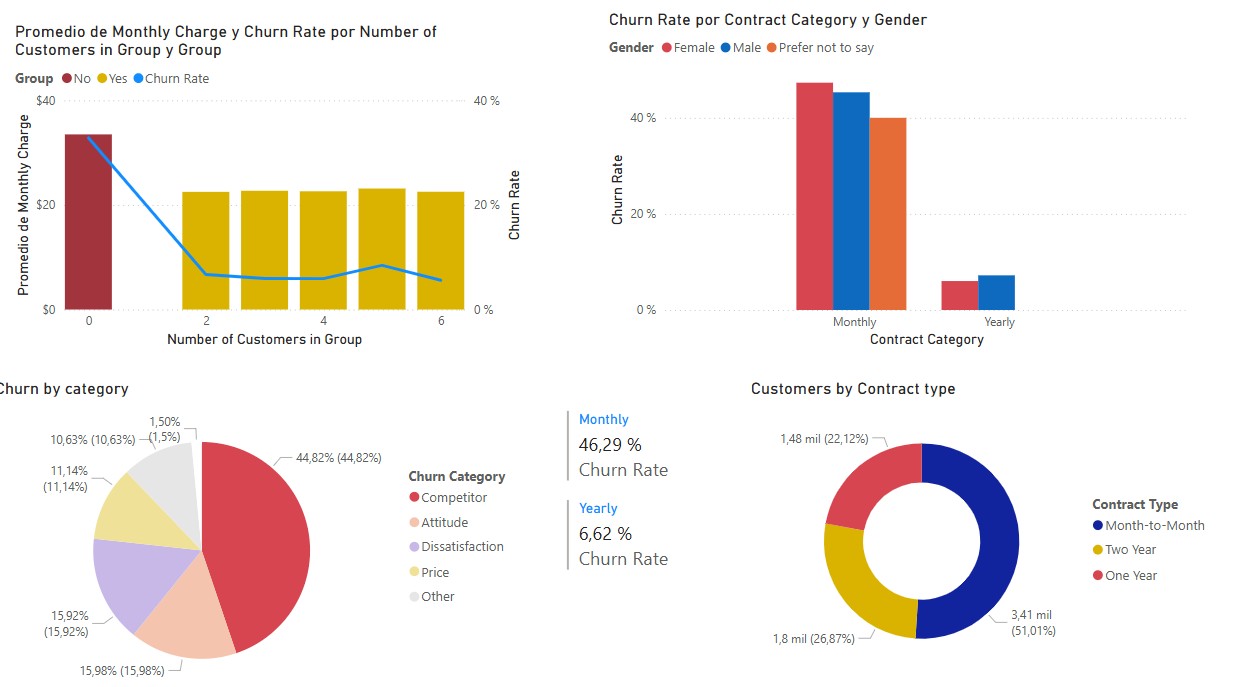 Promedio de Monthly Charge y Churn Rate por Number of
Customers in Group y Group
Group No Yes Churn Rate
$40
$20
$0
40 %
20 %
0 %
Promedio de Monthly Charge
Churn Rate
0 2 4 6
Number of Customers in Group
Churn Rate por Contract Category y Gender
Gender Female Male Prefer not to say
40 %
20 %
0 %
Churn Rate
Monthly Yearly
Contract Category
Churn by category
1,50%
(1,5%)
10,63% (10,63%)
11,14%
(11,14%)
15,92%
(15,92%)
15,98% (15,98%)
44,82% (44,82%)
Churn Category
Competitor
Attitude
Dissatisfaction
Price
Other
Monthly
46,29 %
Churn Rate
Yearly
6,62 %
Churn Rate
Customers by Contract type
1,48 mil (22,12%)
1,8 mil (26,87%)
3,41 mil
(51,01%)
Contract Type
Month-to-Month
Two Year
One Year